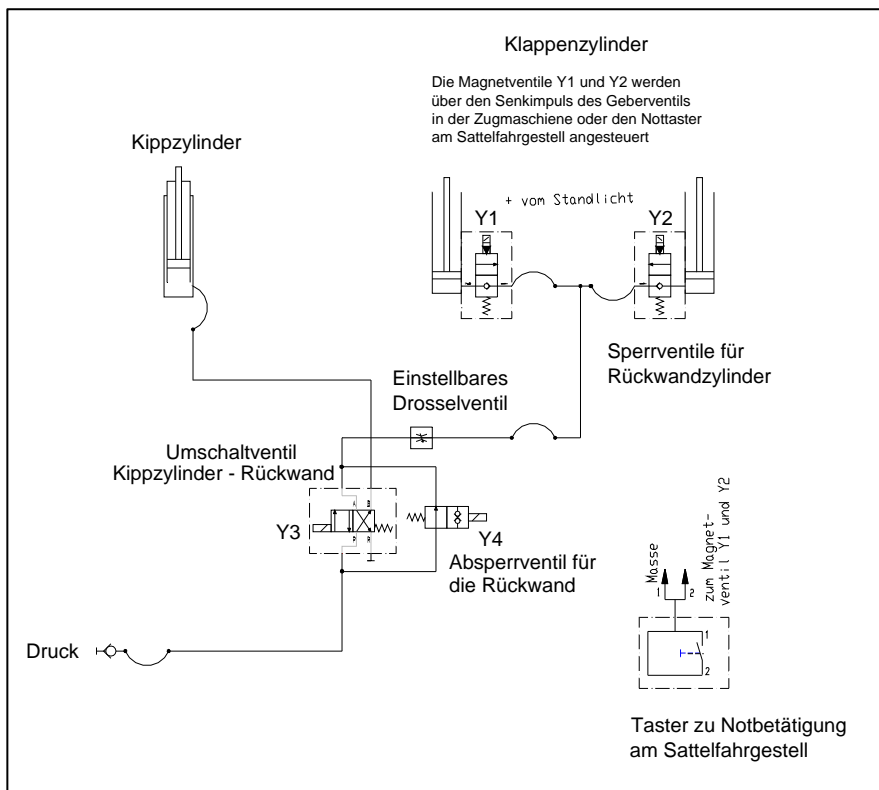 Klappenzylinder
Die Magnetventile Y1 und Y2 werden
über den Senkimpuls des Geberventils
in der Zugmaschiene oder den Nottaster
am Sattelfahrgestell angesteuert
Kippzylinder
+ vom Standlicht
Y1
Y2
Sperrventile für
Rückwandzylinder
Einstellbares
Drosselventil
Umschaltventil
Kippzylinder - Rückwand
Y3
A B
P R
Y4
Absperrventil für
die Rückwand
Druck
Masse
zum Magnet-
ventil Y1 und Y2
1 2
1
2
Taster zu Notbetätigung
am Sattelfahrgestell